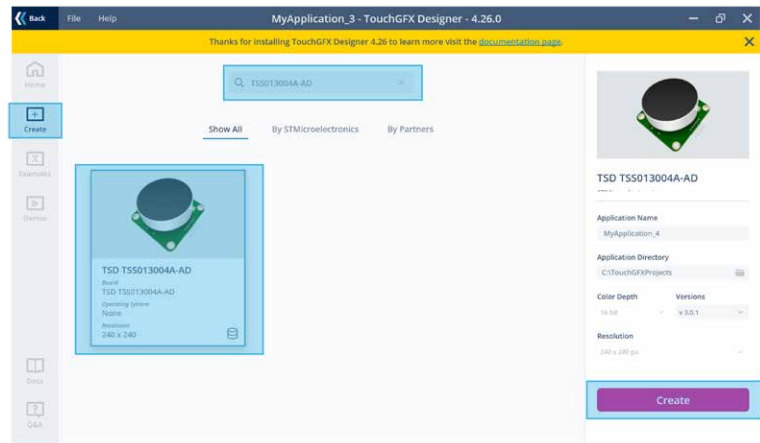 Back File Help MyApplication_3 - TouchGFX Designer - 4.26.0
Thanks for installing TouchGFX Designer 4.26 to learn more visit the documentation page.
Home
Create
Examples
Demos
Docs
Q&A
TSS013004A-AD
Show All By STMicroelectronics By Partners
TSD TSS013004A-AD
Board
TSD TSS013004A-AD
Operating System
None
Resolution
240 x 240
TSD TSS013004A-AD
Application Name
MyApplication_4
Application Directory
C:\TouchGFXProjects
Color Depth Versions
16 bit v 3.0.1
Resolution
240 x 240 px
Create